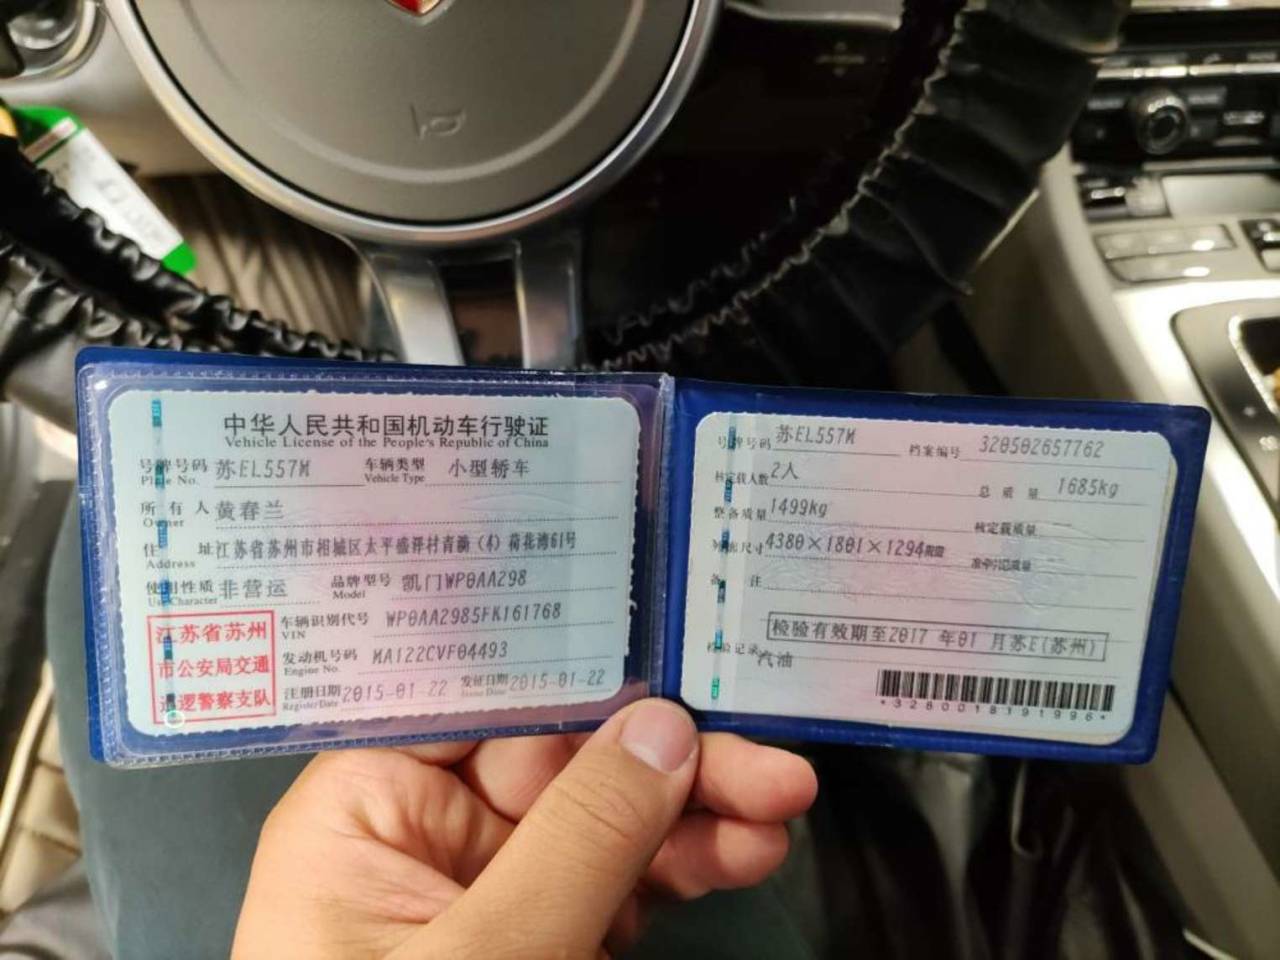 中华人民共和国机动车行驶证
Vehicle License of the People's Republic of China
号牌号码 苏EL557M 车辆类型 小型轿车
Plate No. Vehicle Type
所有人 黄春兰
Owner
住址 江苏省苏州市相城区太平盛泽村青漪(4)荷花湾61号
Address
使用性质 非营运 品牌型号 凯门WP0AA298
Use Character Model
江苏省苏州
市公安局交通
巡逻警察支队
车辆识别代号 WP0AA2985FK161768
VIN
发动机号码 MA122CVF04493
Engine No.
注册日期 2015-01-22 发证日期 2015-01-22
Register Date Issue Date
号牌号码 苏EL557M 档案编号 320502657762
核定载人数 2人 总质量 1685kg
整备质量 1499kg 核定载质量
外廓尺寸 4380×1801×1294mm 准牵引总质量
备注
检验有效期至2017年01月苏E(苏州)
检验记录 汽油
*3280018191996*